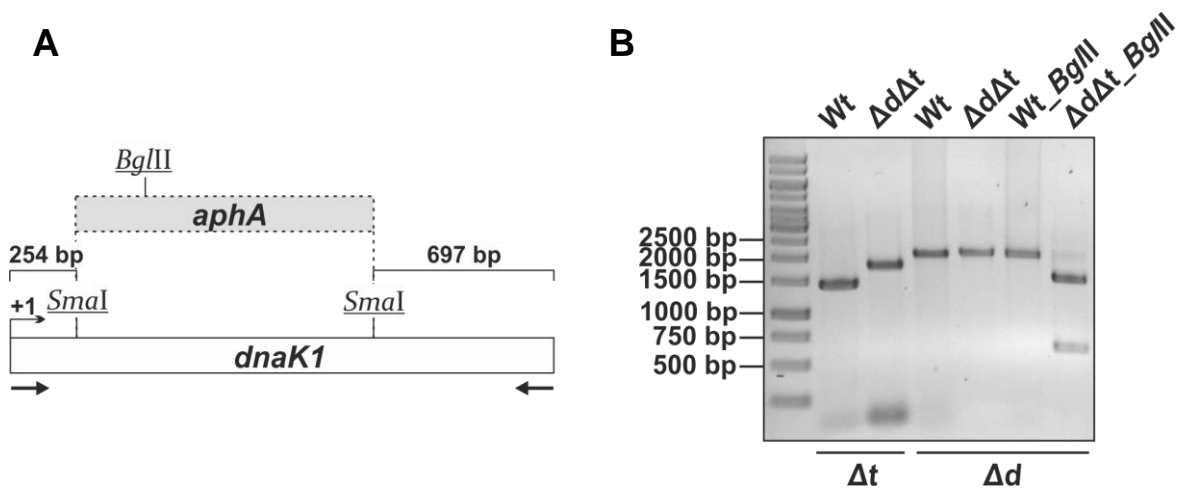 A
BglII
aphA
254 bp
697 bp
+1
SmaI
SmaI
dnaK1
B
Wt
ΔdΔt
Wt
ΔdΔt
Wt_BglII
ΔdΔt_BglII
2500 bp
2000 bp
1500 bp
1000 bp
750 bp
500 bp
Δt
Δd